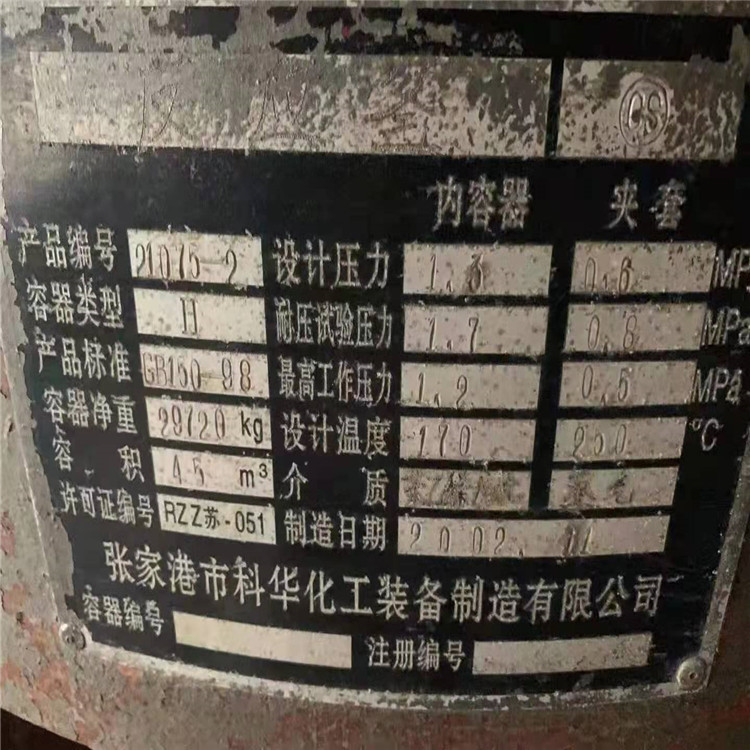 反应釜 CS
内容器 夹套
产品编号 21075-2 设计压力 1.3 0.6 MP
容器类型 II 耐压试验压力 1.7 0.8 MPa
产品标准 GB150-98 最高工作压力 1.2 0.5 MPa
容器净重 29720 kg 设计温度 170 200 ℃
容积 45 m³ 介质
许可证编号 RZZ苏-051 制造日期 2002.11
张家港市科华化工装备制造有限公司
容器编号 注册编号